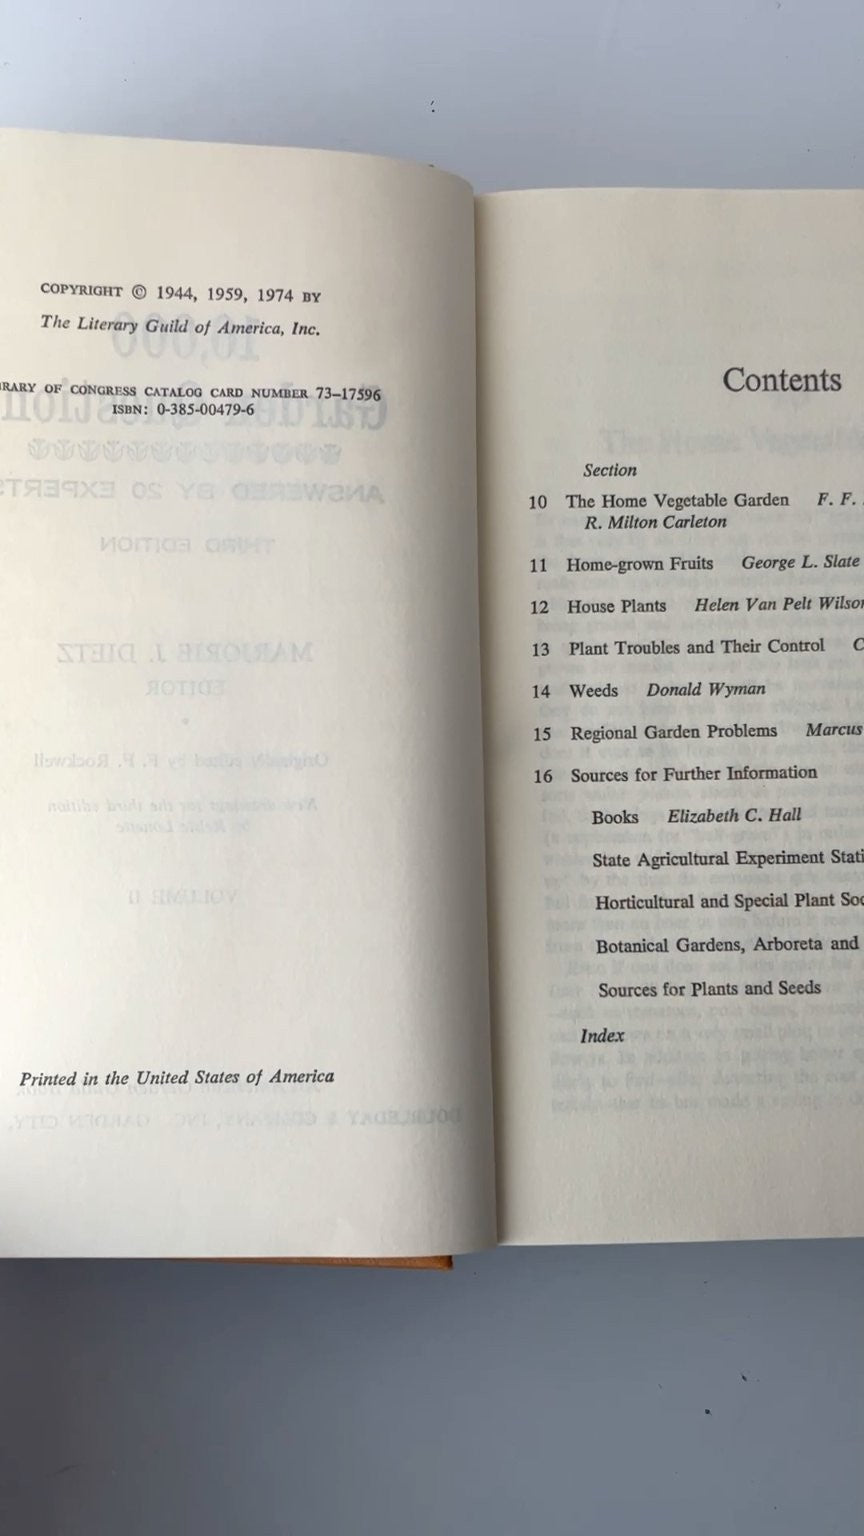 COPYRIGHT © 1944, 1959, 1974 BY
The Literary Guild of America, Inc.
RARY OF CONGRESS CATALOG CARD NUMBER 73–17596
ISBN: 0-385-00479-6
Printed in the United States of America
Contents
Section
10 The Home Vegetable Garden F. F.
R. Milton Carleton
11 Home-grown Fruits George L. Slate
12 House Plants Helen Van Pelt Wilson
13 Plant Troubles and Their Control C
14 Weeds Donald Wyman
15 Regional Garden Problems Marcus
16 Sources for Further Information
Books Elizabeth C. Hall
State Agricultural Experiment Stati
Horticultural and Special Plant Soc
Botanical Gardens, Arboreta and
Sources for Plants and Seeds
Index